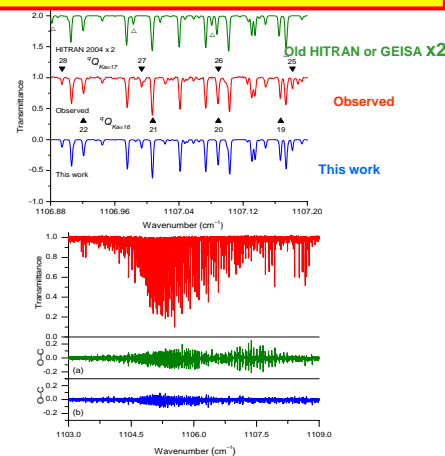 2.0
1.5
1.0
0.5
0.0
-0.5
-1.0
Transmittance
HITRAN 2004 x 2
Old HITRAN or GEISA x2
28
qQKa=17
27
26
25
Observed
Observed
qQKa=16
22
21
20
19
This work
This work
1106.88
1106.96
1107.04
1107.12
1107.20
Wavenumber (cm⁻¹)
1.0
0.8
0.6
0.4
0.2
0.0
Transmittance
0.2
0.0
-0.2
O-C
(a)
0.2
0.0
-0.2
O-C
(b)
1103.0
1104.5
1106.0
1107.5
1109.0
Wavenumber (cm⁻¹)